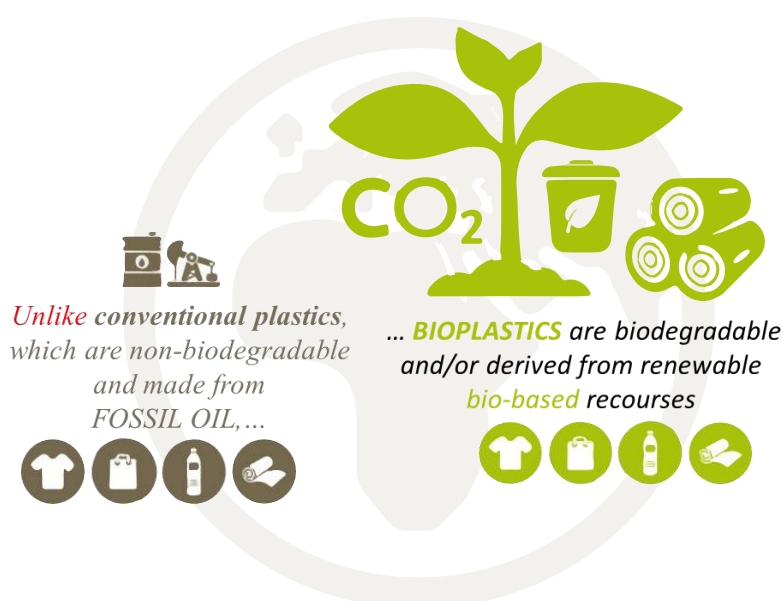 CO2
Unlike conventional plastics,
which are non-biodegradable
and made from
FOSSIL OIL,...
... BIOPLASTICS are biodegradable
and/or derived from renewable
bio-based recourses